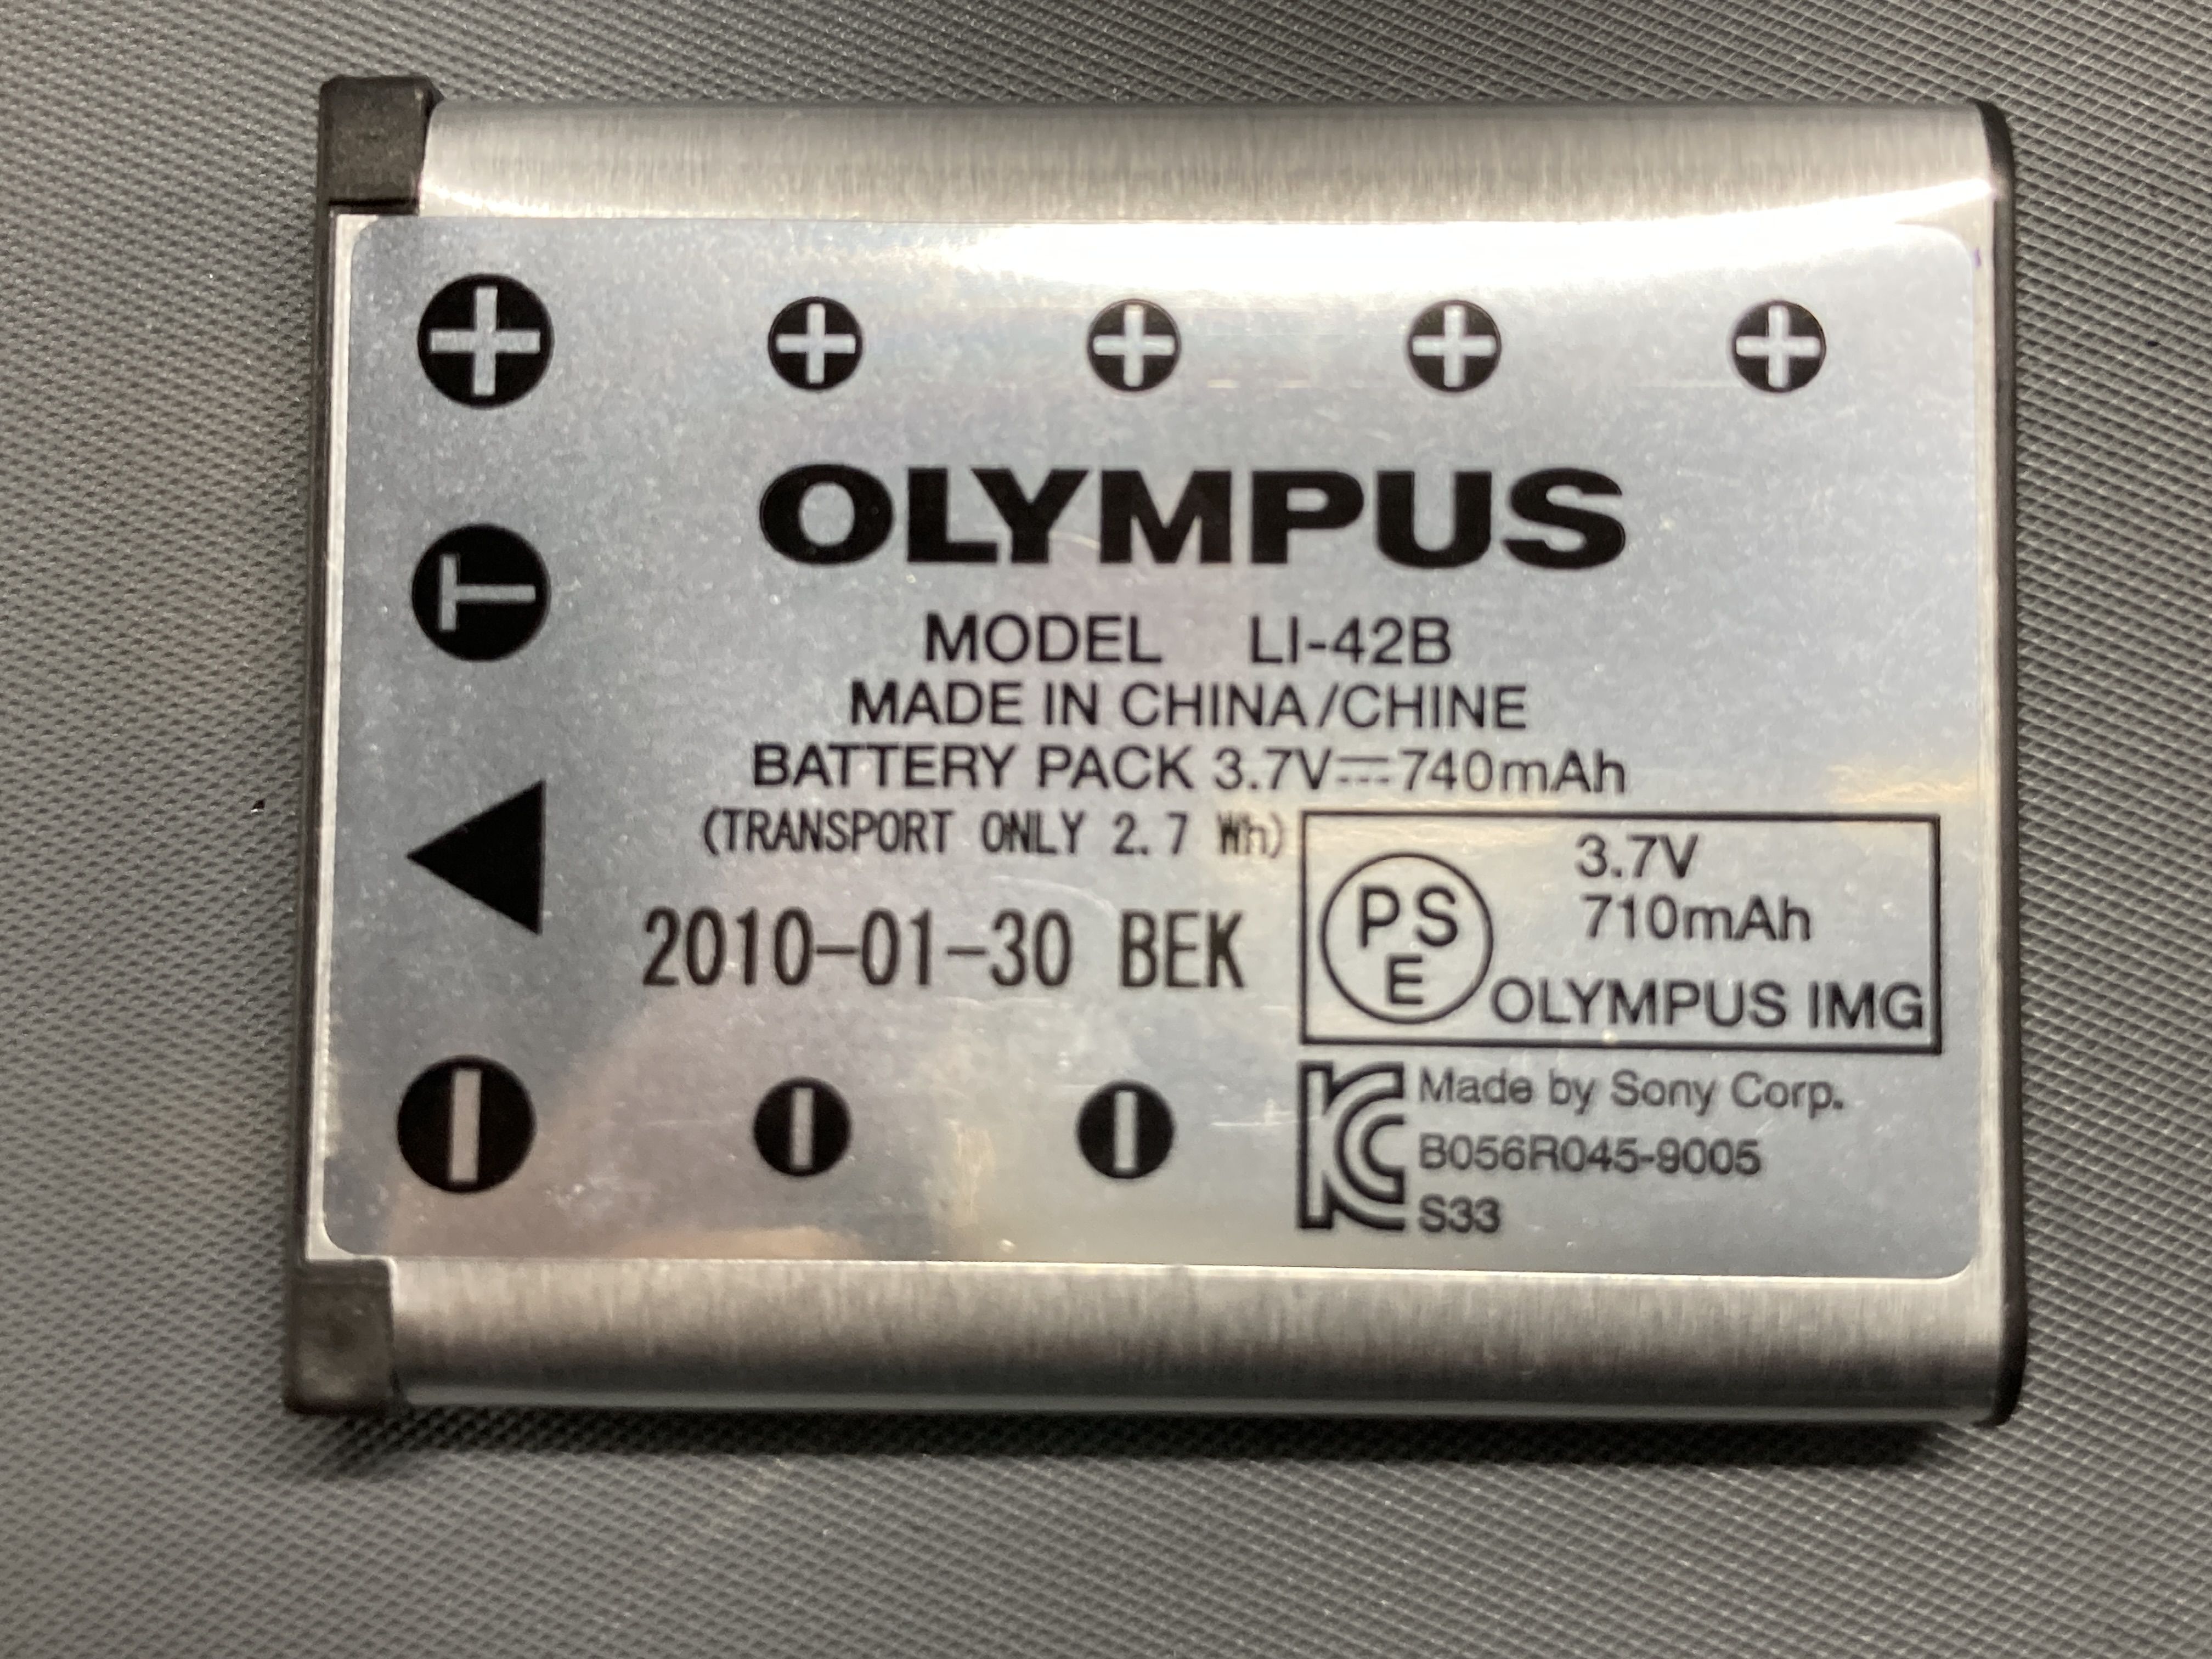 OLYMPUS
MODEL LI-42B
MADE IN CHINA/CHINE
BATTERY PACK 3.7V⎓740mAh
(TRANSPORT ONLY 2.7 Wh)
2010-01-30 BEK
T
PSE
3.7V
710mAh
OLYMPUS IMG
KC
Made by Sony Corp.
B056R045-9005
S33